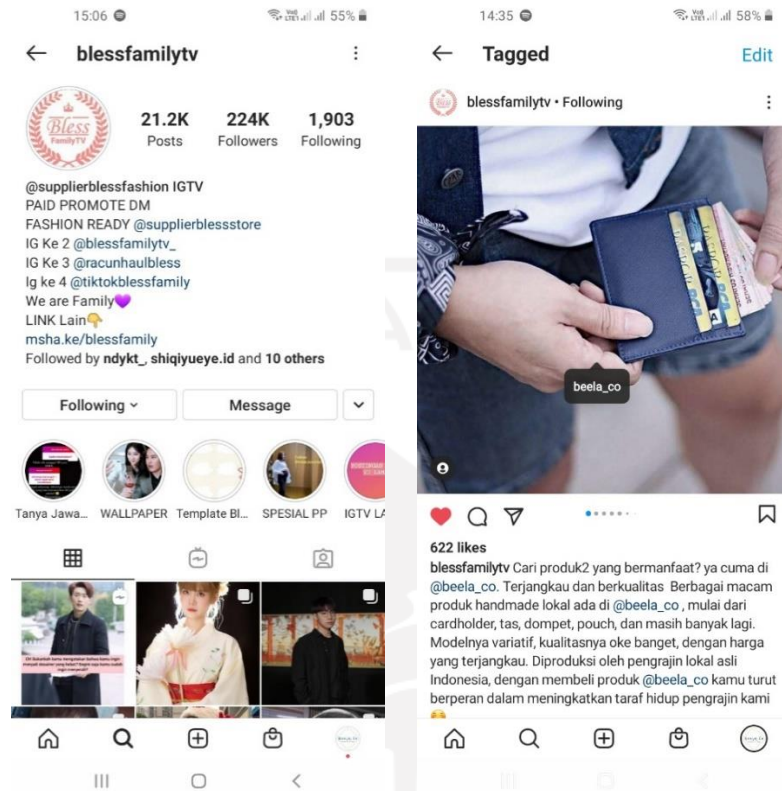 15:06
Vo))
LTE1
55%
blessfamilytv
Bless
FamilyTV
21.2K
224K
1,903
Posts
Followers
Following
@supplierblessfashion IGTV
PAID PROMOTE DM
FASHION READY @supplierblessstore
IG Ke 2 @blessfamilytv_
IG Ke 3 @racunhaulbless
Ig ke 4 @tiktokblessfamily
We are Family💜
LINK Lain👇
msha.ke/blessfamily
Followed by ndykt_, shiqiyueye.id and 10 others
Following
Message
Tanya Jawa...
WALLPAPER
Template Bl...
SPESIAL PP
IGTV LA
14:35
Vo))
LTE1
58%
Tagged
Edit
blessfamilytv • Following
beela_co
622 likes
blessfamilytv Cari produk2 yang bermanfaat? ya cuma di
@beela_co. Terjangkau dan berkualitas Berbagai macam
produk handmade lokal ada di @beela_co , mulai dari
cardholder, tas, dompet, pouch, dan masih banyak lagi.
Modelnya variatif, kualitasnya oke banget, dengan harga
yang terjangkau. Diproduksi oleh pengrajin lokal asli
Indonesia, dengan membeli produk @beela_co kamu turut
berperan dalam meningkatkan taraf hidup pengrajin kami